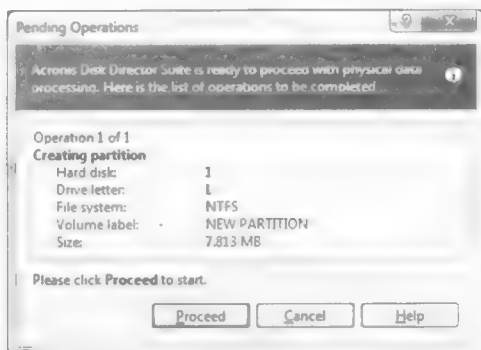 Pending Operations
Acronis Disk Director Suite is ready to proceed with physical data
processing. Here is the list of operations to be completed
Operation 1 of 1
Creating partition
Hard disk: 1
Drive letter: L
File system: NTFS
Volume label: NEW PARTITION
Size: 7.813 MB
Please click Proceed to start.
Proceed Cancel Help